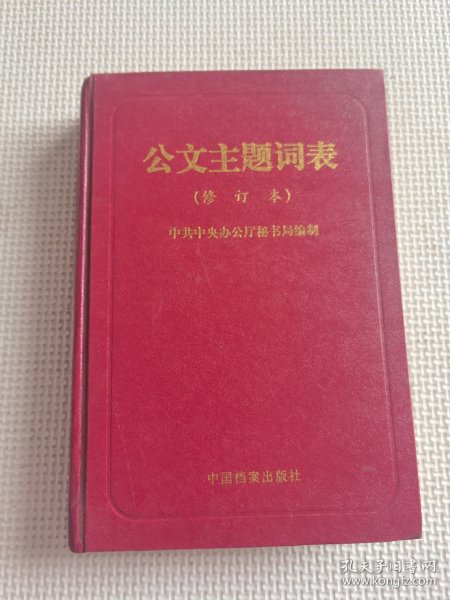 公文主题词表
(修订本)
中共中央办公厅秘书局编制
中国档案出版社
孔夫子旧书网
www.kongfz.com